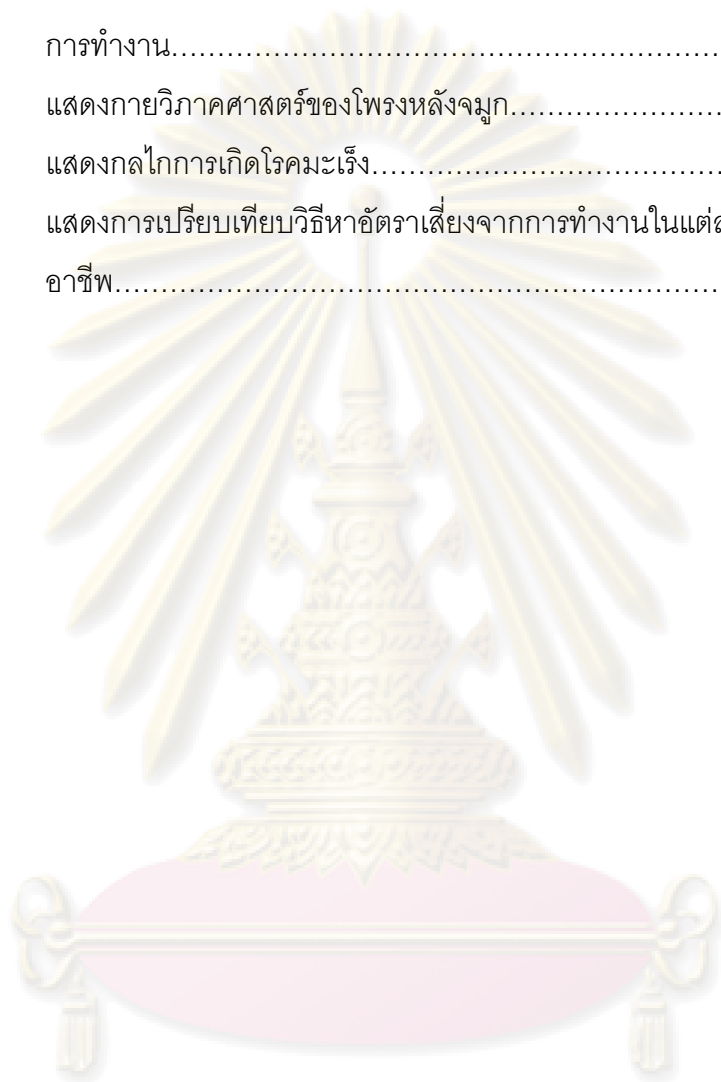 การทำงาน……………………………………………………
แสดงกายวิภาคศาสตร์ของโพรงหลังจมูก…………………
แสดงกลไกการเกิดโรคมะเร็ง………………………………
แสดงการเปรียบเทียบวิธีหาอัตราเสี่ยงจากการทำงานในแต่
อาชีพ…………………………………………………………